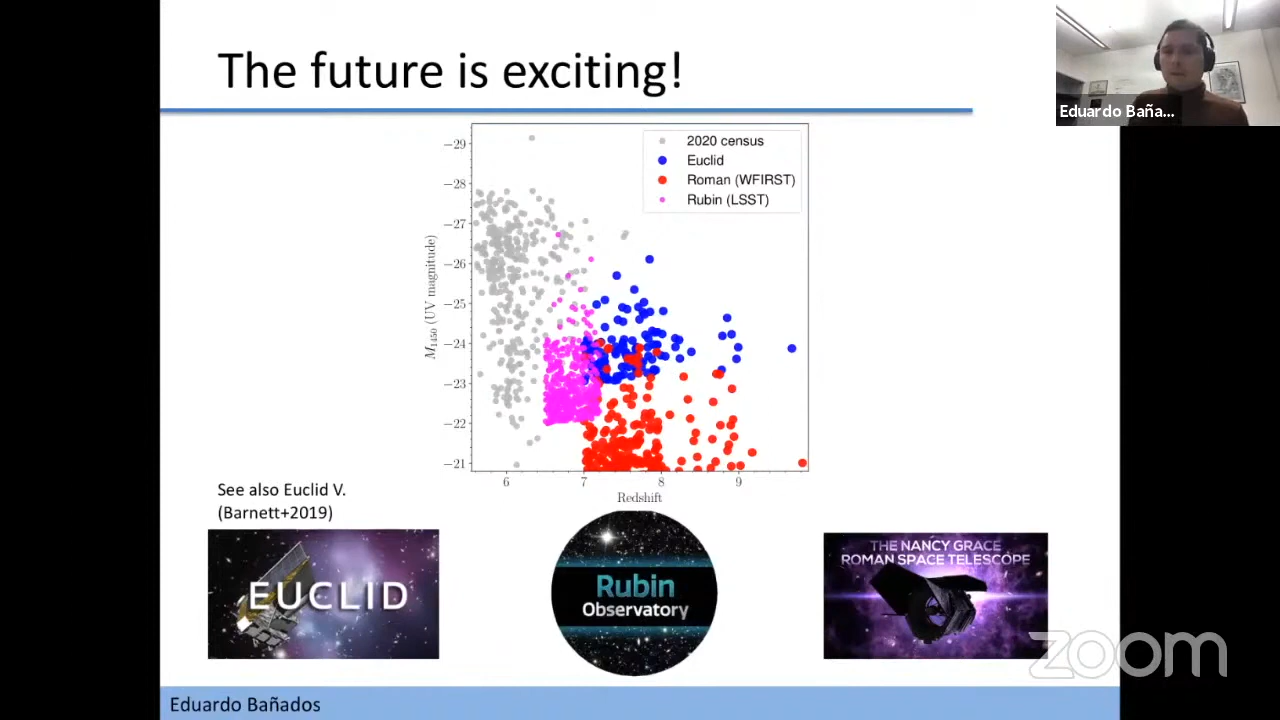 The future is exciting!
Eduardo Baña...
2020 census
Euclid
Roman (WFIRST)
Rubin (LSST)
−29
−28
−27
−26
−25
−24
−23
−22
−21
M1450 (UV magnitude)
6 7 8 9
Redshift
See also Euclid V.
(Barnett+2019)
EUCLID
Rubin
Observatory
THE NANCY GRACE
ROMAN SPACE TELESCOPE
zoom
Eduardo Bañados